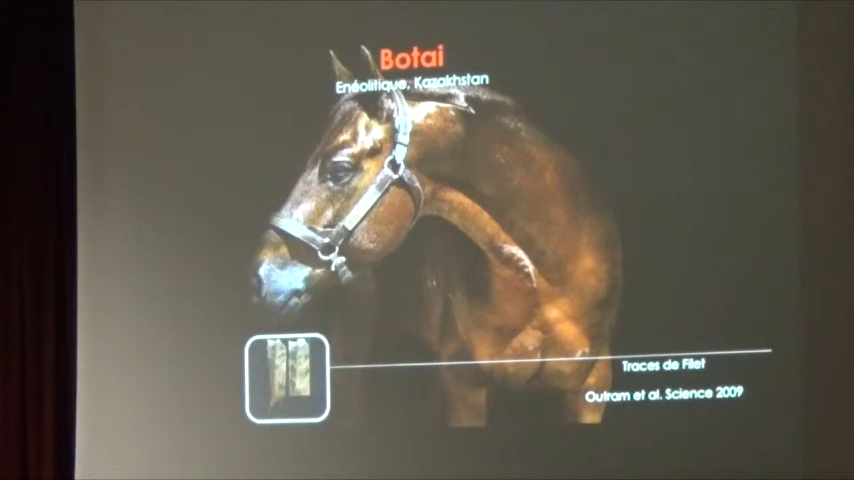 Botai
Enéolitique, Kazakhstan
Traces de Filet
Outram et al. Science 2009